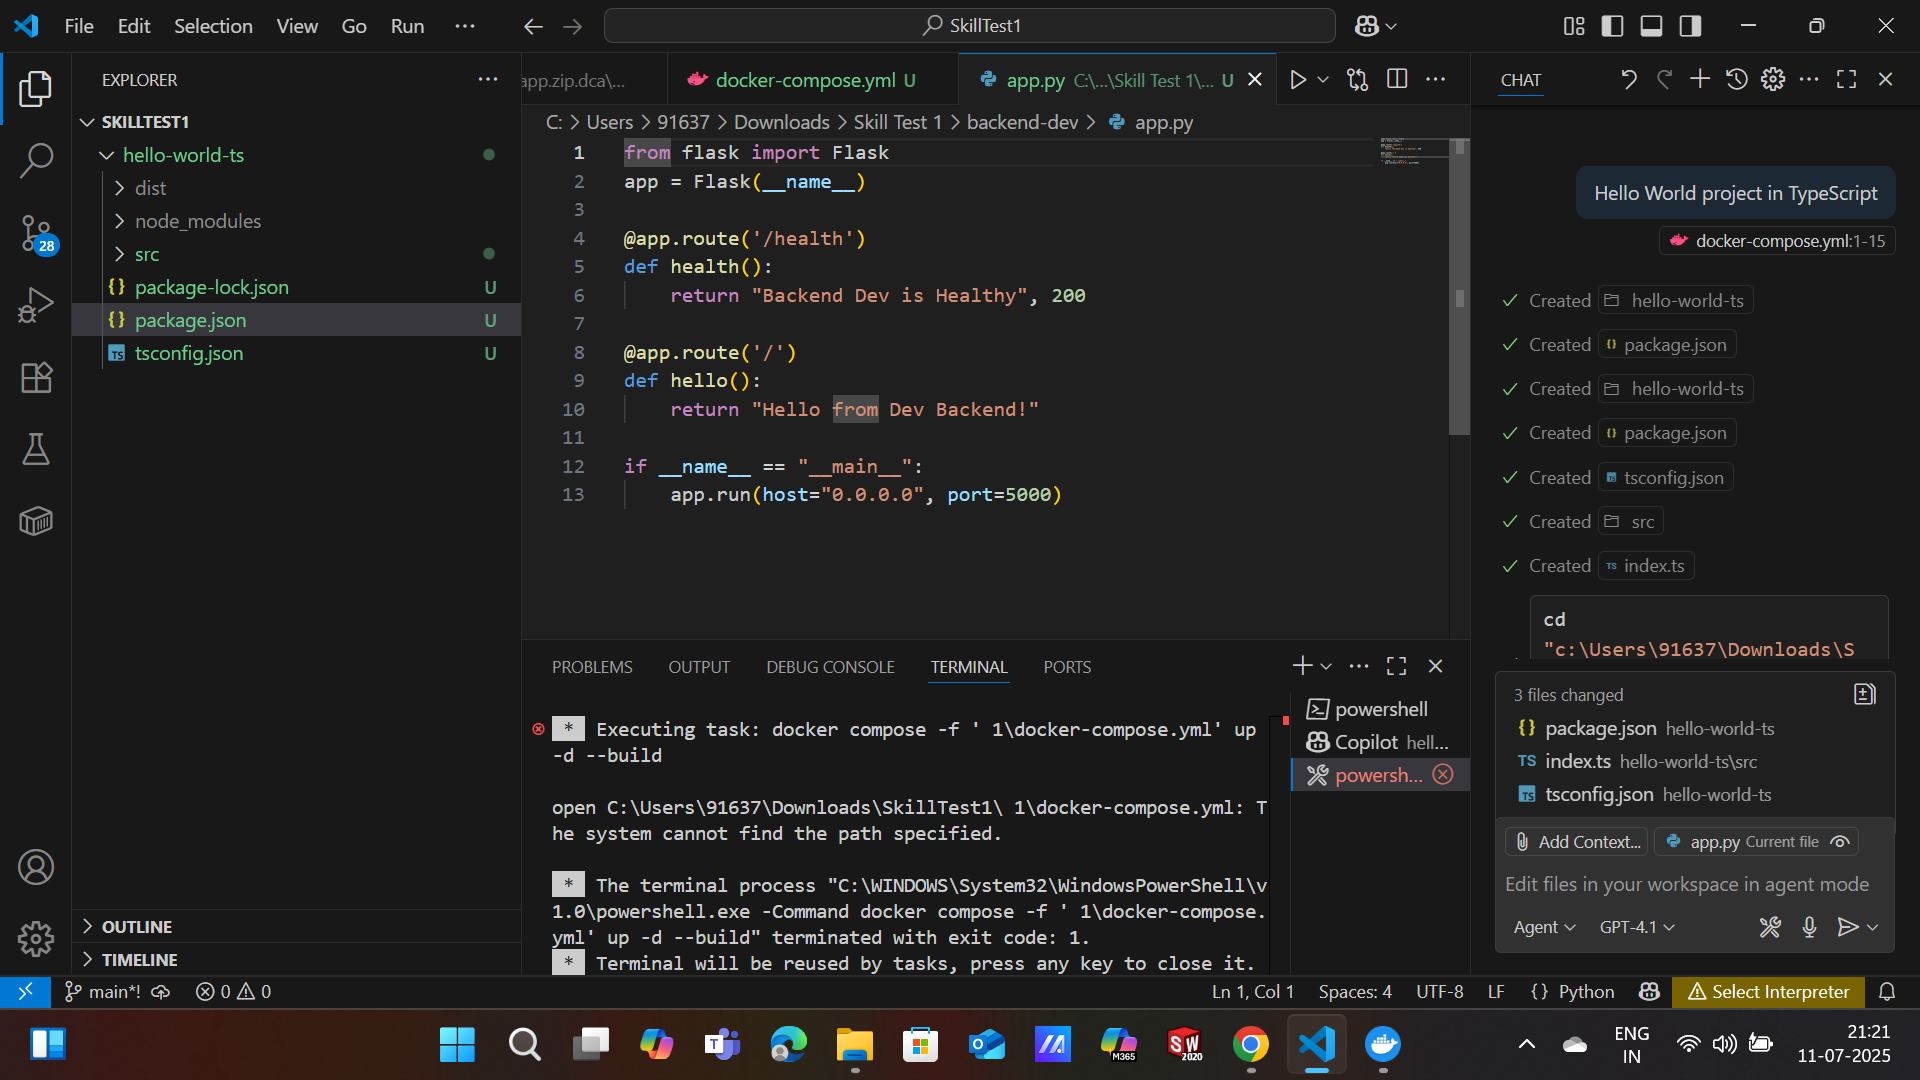 File Edit Selection View Go Run ···
SkillTest1
EXPLORER
SKILLTEST1
hello-world-ts
dist
node_modules
src
package-lock.json U
package.json U
tsconfig.json U
28
OUTLINE
TIMELINE
app.zip.dca\...
docker-compose.yml U
app.py C:\...\Skill Test 1\... U
C: > Users > 91637 > Downloads > Skill Test 1 > backend-dev > app.py
1 from flask import Flask
2 app = Flask(__name__)
3
4 @app.route('/health')
5 def health():
6 return "Backend Dev is Healthy", 200
7
8 @app.route('/')
9 def hello():
10 return "Hello from Dev Backend!"
11
12 if __name__ == "__main__":
13 app.run(host="0.0.0.0", port=5000)
PROBLEMS OUTPUT DEBUG CONSOLE TERMINAL PORTS
* Executing task: docker compose -f ' 1\docker-compose.yml' up
-d --build
open C:\Users\91637\Downloads\SkillTest1\ 1\docker-compose.yml: T
he system cannot find the path specified.
* The terminal process "C:\WINDOWS\System32\WindowsPowerShell\v
1.0\powershell.exe -Command docker compose -f ' 1\docker-compose.
yml' up -d --build" terminated with exit code: 1.
* Terminal will be reused by tasks, press any key to close it.
powershell
Copilot hell...
powersh...
CHAT
Hello World project in TypeScript
docker-compose.yml:1-15
Created hello-world-ts
Created package.json
Created hello-world-ts
Created package.json
Created tsconfig.json
Created src
Created index.ts
cd
"c:\Users\91637\Downloads\S
3 files changed
package.json hello-world-ts
index.ts hello-world-ts\src
tsconfig.json hello-world-ts
Add Context...
app.py Current file
Edit files in your workspace in agent mode
Agent GPT-4.1
main*! 0 0
Ln 1, Col 1 Spaces: 4 UTF-8 LF {} Python Select Interpreter
T
M365
SW
2020
ENG
IN
21:21
11-07-2025